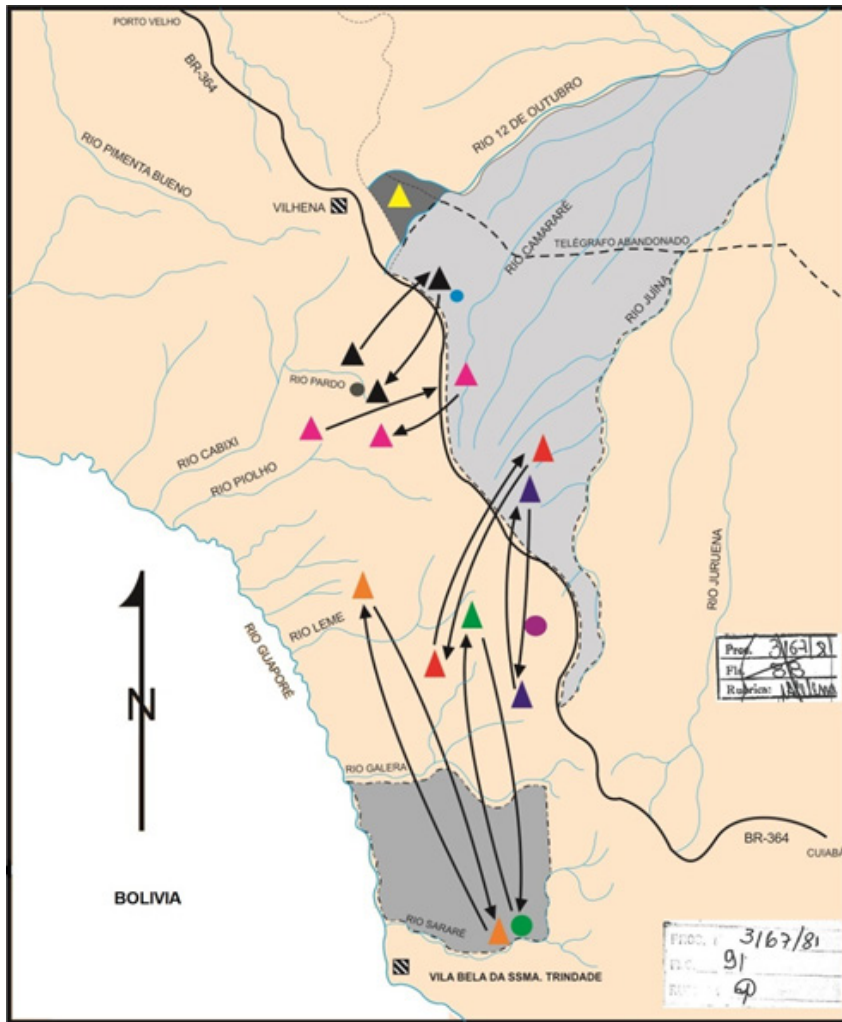 PORTO VELHO
BR-364
RIO PIMENTA BUENO
RIO 12 DE OUTUBRO
VILHENA
RIO CAMARARÉ
TELÉGRAFO ABANDONADO
RIO JUÍNA
RIO PARDO
RIO CABIXI
RIO PIOLHO
RIO JURUENA
RIO LEME
RIO GUAPORÉ
Proc. 3167/81
Fls. 88
Rubrica:
N
RIO GALERA
BR-364
CUIABÁ
BOLIVIA
RIO SARARÉ
3167/81
91
VILA BELA DA SSMA. TRINDADE